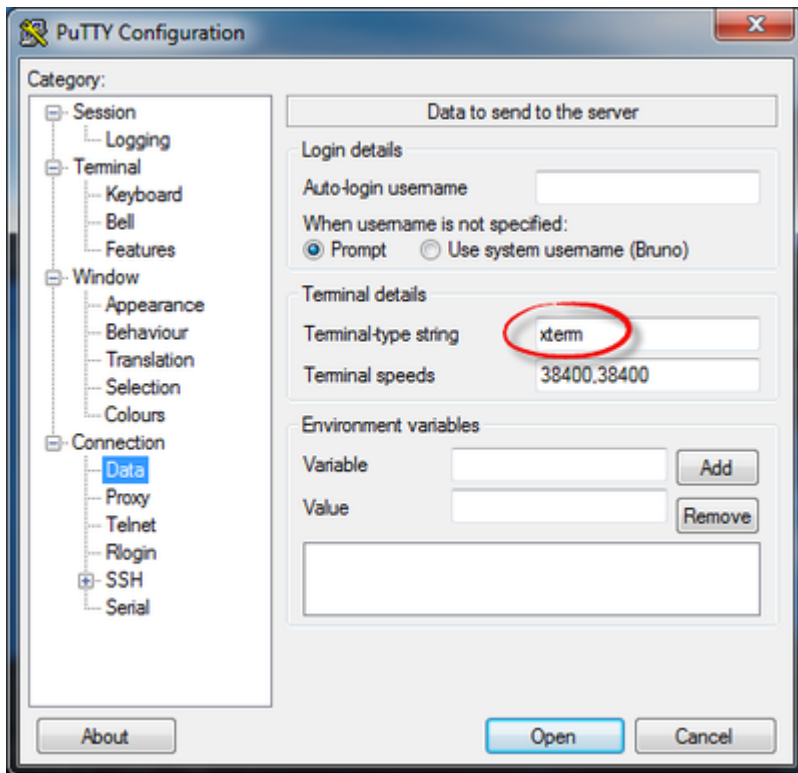 PuTTY Configuration
Category:
Session
Logging
Terminal
Keyboard
Bell
Features
Window
Appearance
Behaviour
Translation
Selection
Colours
Connection
Data
Proxy
Telnet
Rlogin
SSH
Serial
Data to send to the server
Login details
Auto-login username
When username is not specified:
Prompt Use system username (Bruno)
Terminal details
Terminal-type string xterm
Terminal speeds 38400,38400
Environment variables
Variable Add
Value Remove
About Open Cancel